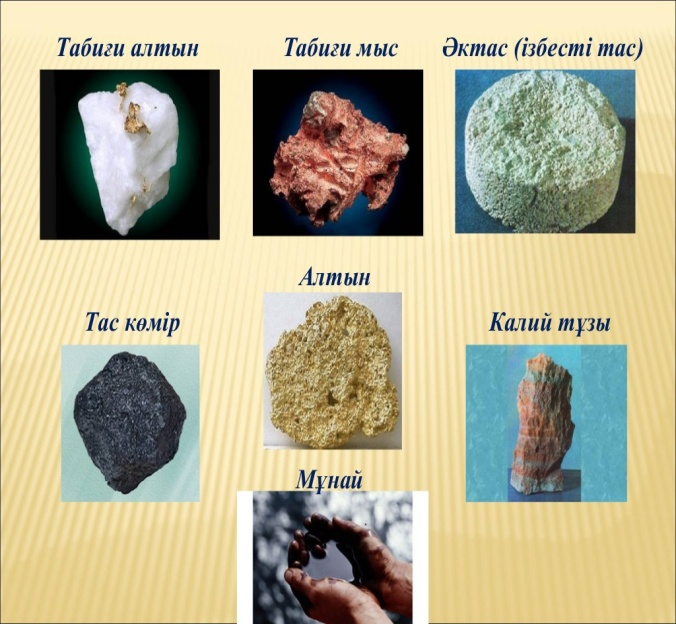 Табиғи алтын
Табиғи мыс
Әктас (ізбесті тас)
Алтын
Тас көмір
Калий тұзы
Мұнай